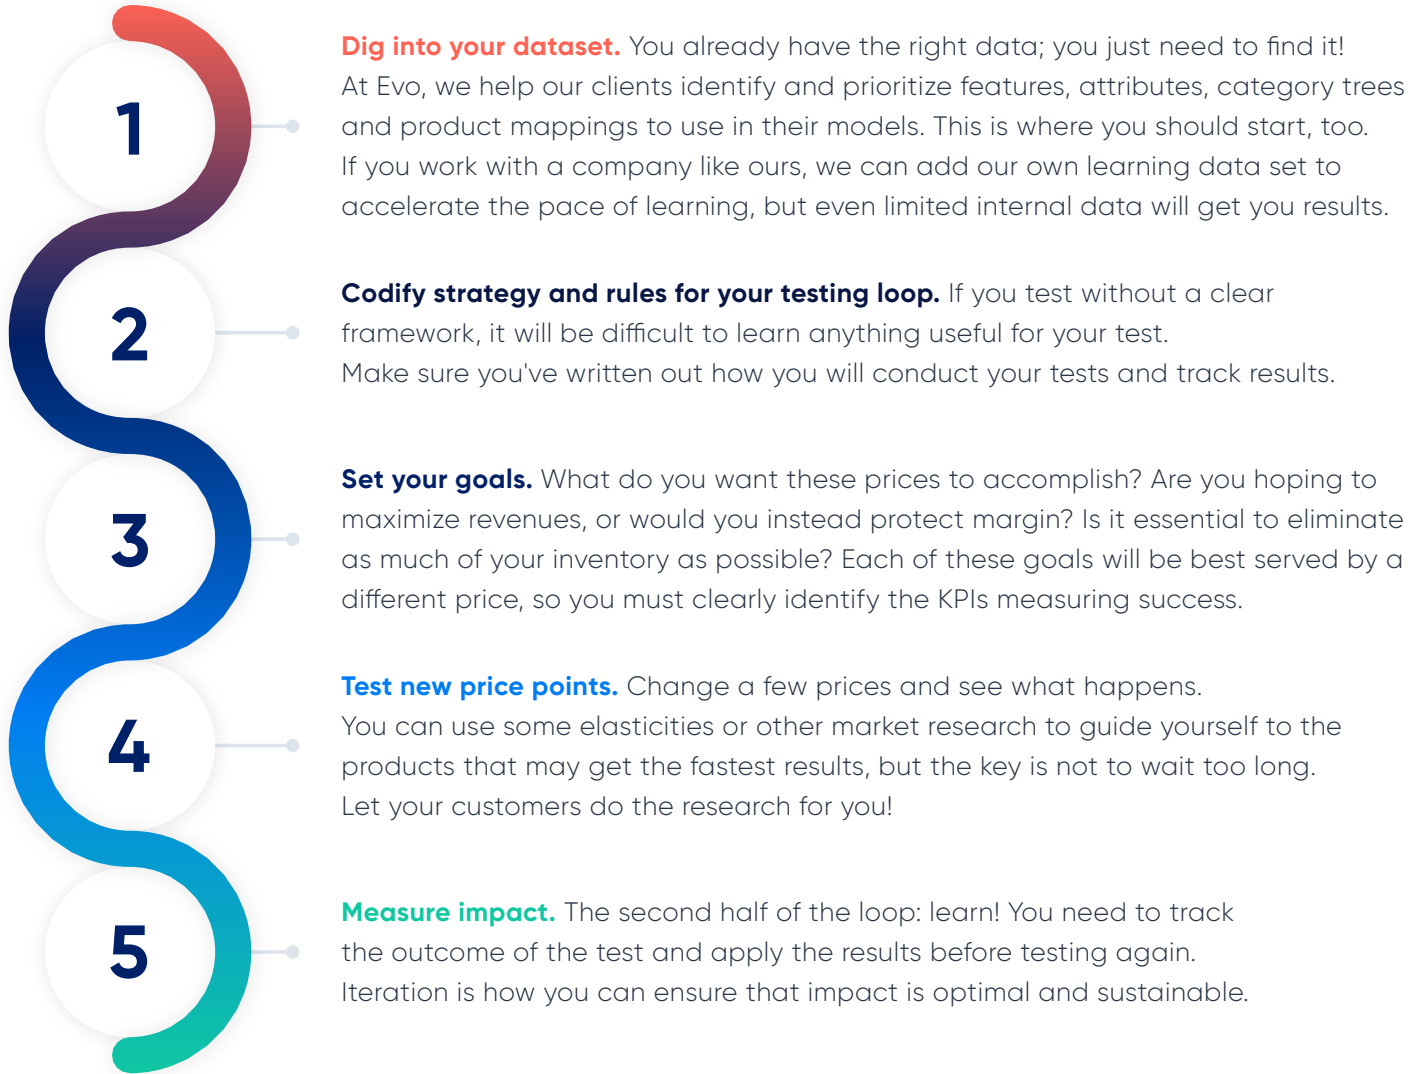 1
Dig into your dataset. You already have the right data; you just need to find it!
At Evo, we help our clients identify and prioritize features, attributes, category trees
and product mappings to use in their models. This is where you should start, too.
If you work with a company like ours, we can add our own learning data set to
accelerate the pace of learning, but even limited internal data will get you results.
2
Codify strategy and rules for your testing loop. If you test without a clear
framework, it will be difficult to learn anything useful for your test.
Make sure you've written out how you will conduct your tests and track results.
3
Set your goals. What do you want these prices to accomplish? Are you hoping to
maximize revenues, or would you instead protect margin? Is it essential to eliminate
as much of your inventory as possible? Each of these goals will be best served by a
different price, so you must clearly identify the KPIs measuring success.
4
Test new price points. Change a few prices and see what happens.
You can use some elasticities or other market research to guide yourself to the
products that may get the fastest results, but the key is not to wait too long.
Let your customers do the research for you!
5
Measure impact. The second half of the loop: learn! You need to track
the outcome of the test and apply the results before testing again.
Iteration is how you can ensure that impact is optimal and sustainable.